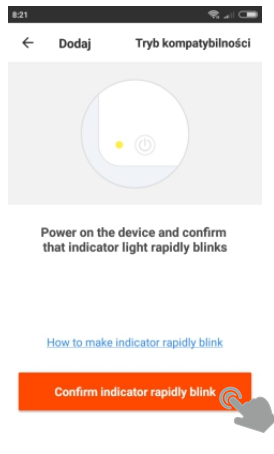 8:21
Dodaj Tryb kompatybilności
Power on the device and confirm
that indicator light rapidly blinks
How to make indicator rapidly blink
Confirm indicator rapidly blink